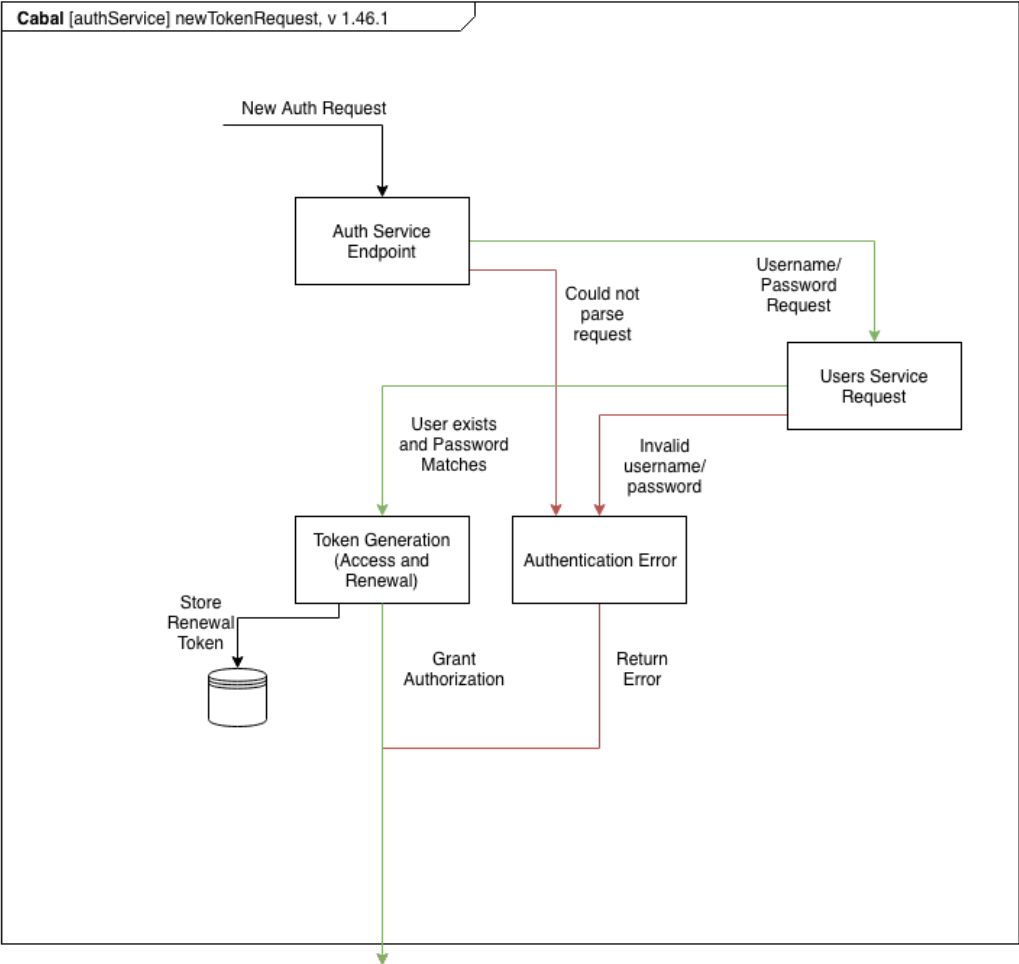 Cabal [authService] newTokenRequest, v 1.46.1
New Auth Request
Auth Service
Endpoint
Username/
Password
Request
Could not
parse
request
Users Service
Request
User exists
and Password
Matches
Invalid
username/
password
Token Generation
(Access and
Renewal)
Authentication Error
Store
Renewal
Token
Grant
Authorization
Return
Error